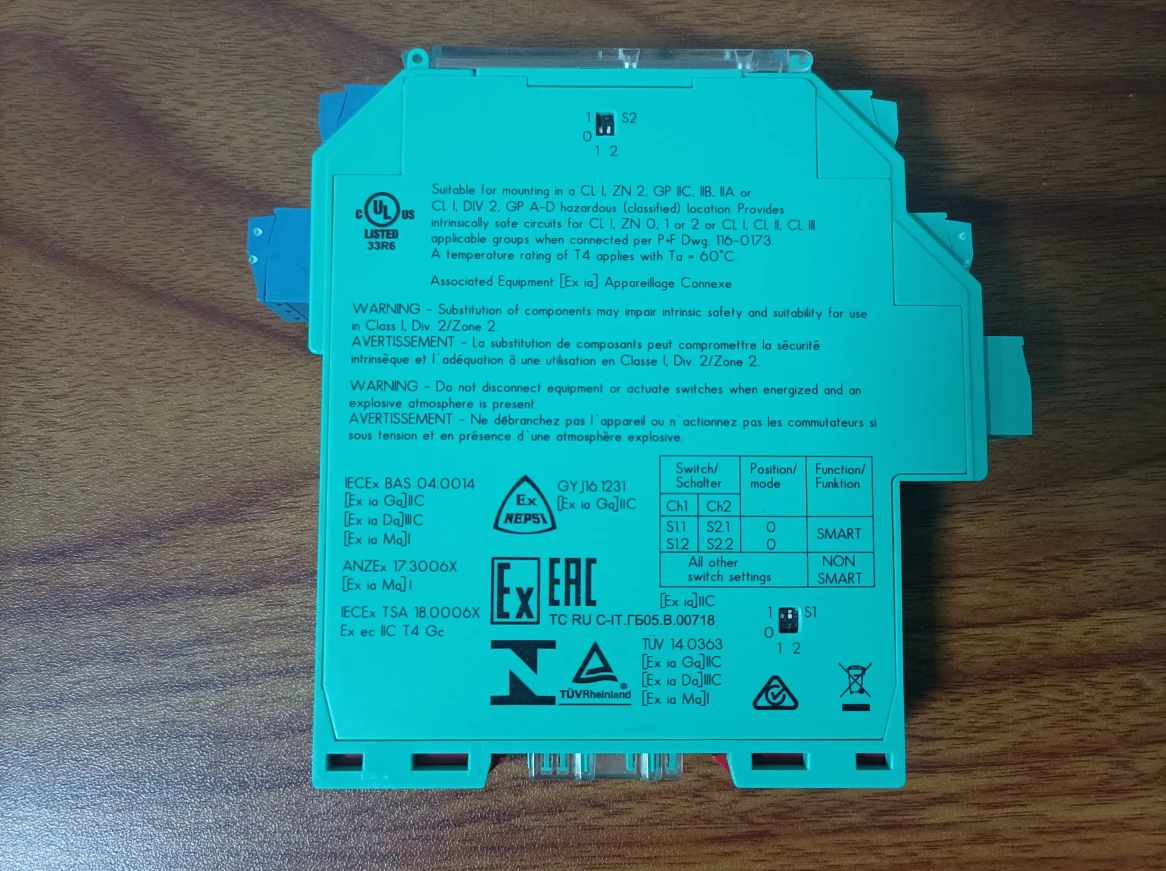 1 S2
0
1 2
Suitable for mounting in a CL I, ZN 2, GP IIC, IIB, IIA or
CL I, DIV 2, GP A-D hazardous (classified) location. Provides
intrinsically safe circuits for CL I, ZN 0, 1 or 2 or CL I, CL II, CL III
applicable groups when connected per P+F Dwg. 116-0173.
A temperature rating of T4 applies with Ta = 60°C.
C UL US
LISTED
33R6
Associated Equipment [Ex ia] Appareillage Connexe
WARNING - Substitution of components may impair intrinsic safety and suitability for use
in Class I, Div. 2/Zone 2.
AVERTISSEMENT - La substitution de composants peut compromettre la sécurité
intrinsèque et l'adéquation à une utilisation en Classe I, Div. 2/Zone 2.
WARNING - Do not disconnect equipment or actuate switches when energized and an
explosive atmosphere is present.
AVERTISSEMENT - Ne débranchez pas l'appareil ou n'actionnez pas les commutateurs si
sous tension et en présence d'une atmosphère explosive.
IECEx BAS 04.0014
[Ex ia Ga]IIC
[Ex ia Da]IIIC
[Ex ia Ma]I
ANZEx 17.3006X
[Ex ia Ma] I
IECEx TSA 18.0006X
Ex ec IIC T4 Gc
Ex
NEPSI
GYJ16.1231
[Ex ia Ga]IIC
Ex EAC
[Ex ia]IIC
TC RU C-IT.ГБ05.B.00718
TÜVRheinland ®
TÜV 14.0363
[Ex ia Ga]IIC
[Ex ia Da]IIIC
[Ex ia Ma]I
Switch/ Position/ Function/
Schalter mode Funktion
Ch1 Ch2
S1.1 S2.1 0 SMART
S1.2 S2.2 0
All other NON
switch settings SMART
1 S1
0
1 2